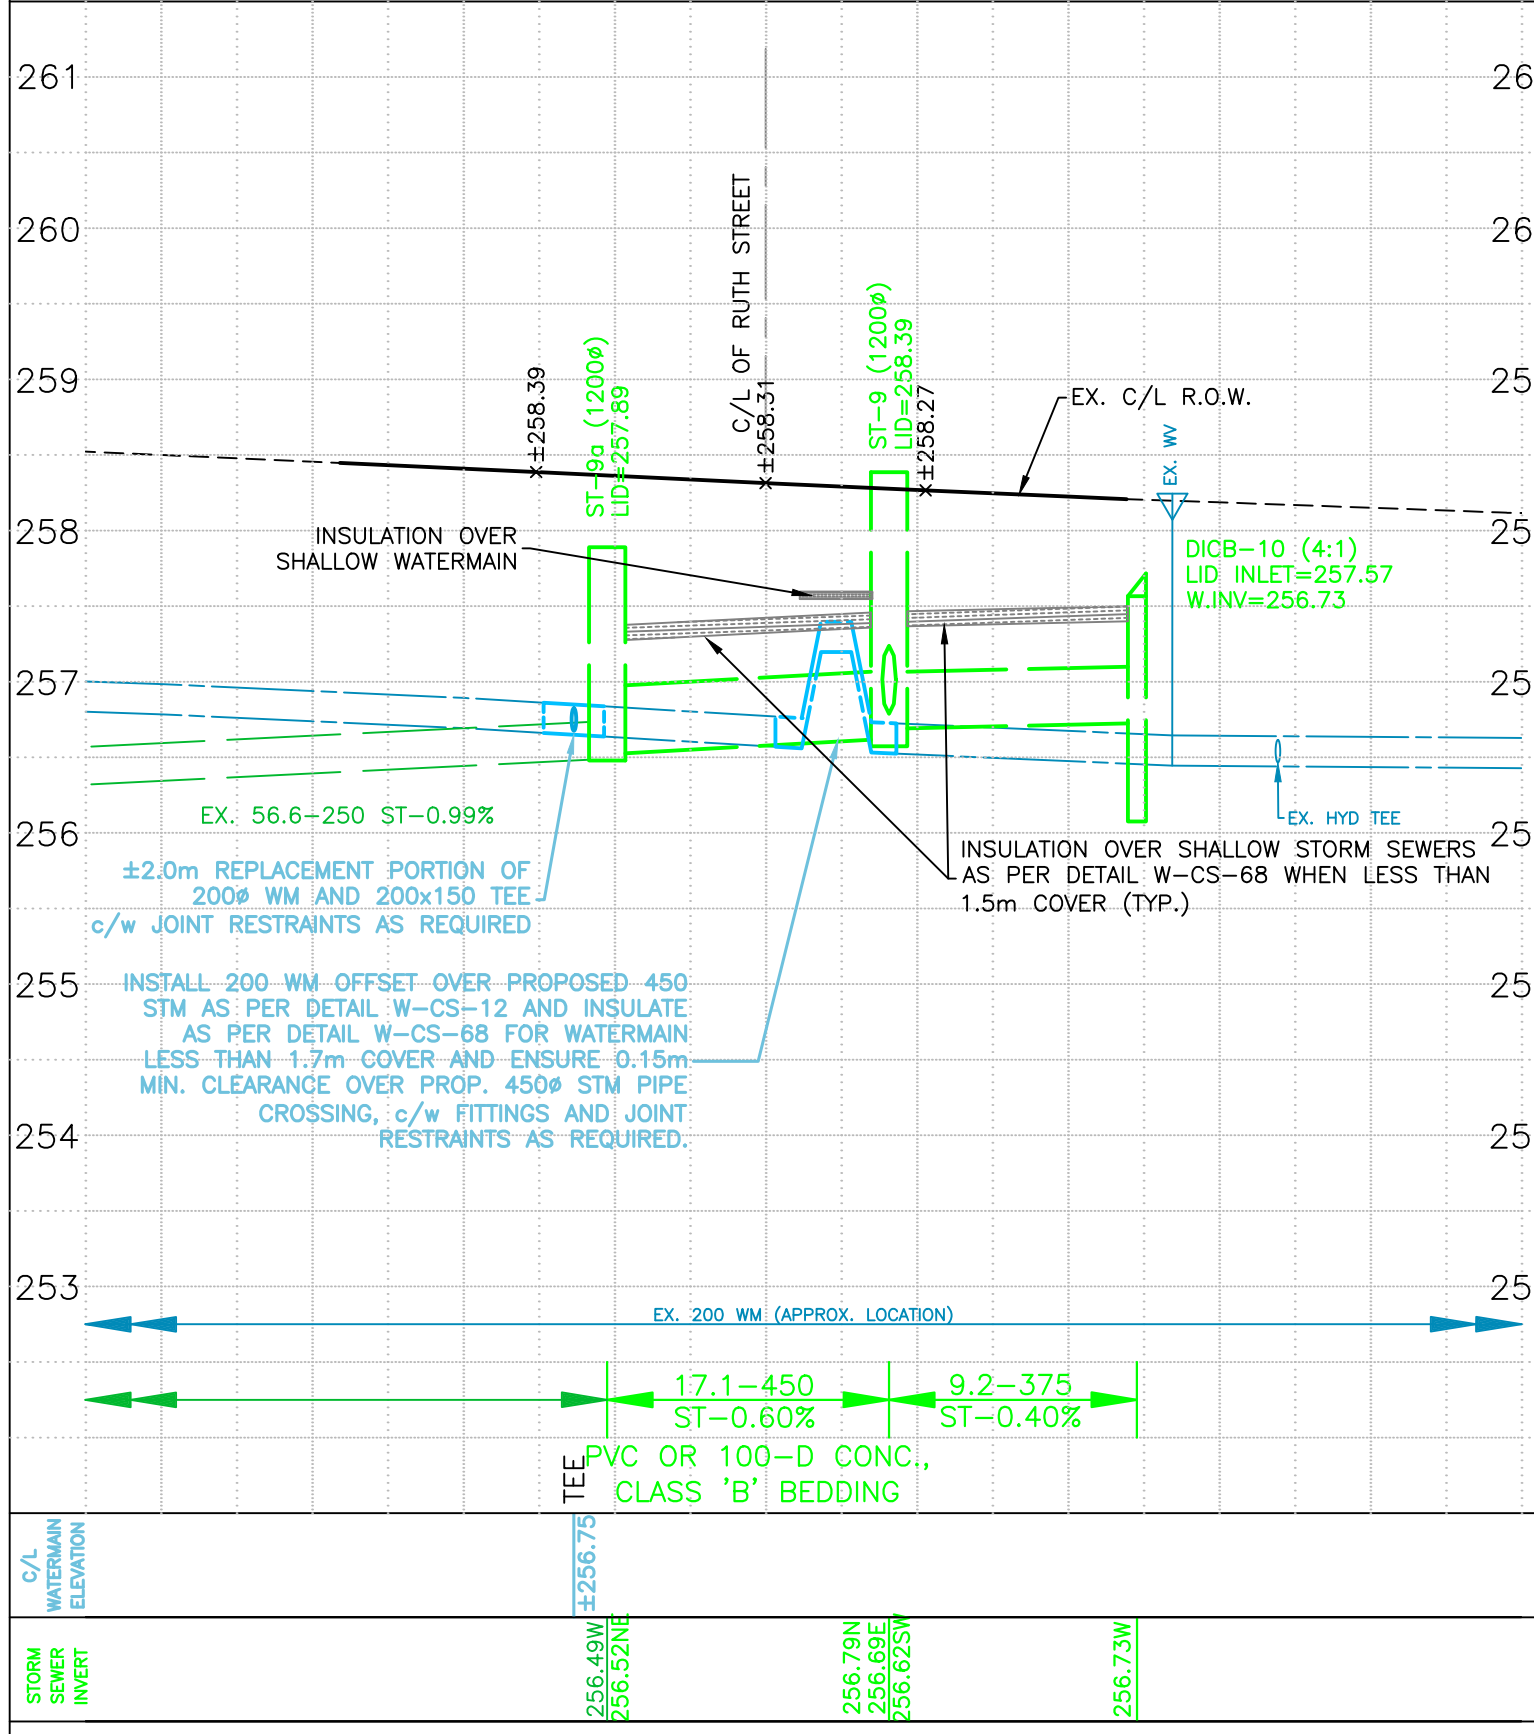 261
26
260
26
259
25
258
25
257
25
256
25
255
25
254
25
253
25
C/L OF RUTH STREET
±258.31
±258.39
ST-9a (1200ø)
LID=257.89
ST-9 (1200ø)
LID=258.39
±258.27
EX. C/L R.O.W.
EX. WV
INSULATION OVER
SHALLOW WATERMAIN
DICB-10 (4:1)
LID INLET=257.57
W.INV=256.73
EX. 56.6-250 ST-0.99%
EX. HYD TEE
INSULATION OVER SHALLOW STORM SEWERS
AS PER DETAIL W-CS-68 WHEN LESS THAN
1.5m COVER (TYP.)
±2.0m REPLACEMENT PORTION OF
200ø WM AND 200x150 TEE
c/w JOINT RESTRAINTS AS REQUIRED
INSTALL 200 WM OFFSET OVER PROPOSED 450
STM AS PER DETAIL W-CS-12 AND INSULATE
AS PER DETAIL W-CS-68 FOR WATERMAIN
LESS THAN 1.7m COVER AND ENSURE 0.15m
MIN. CLEARANCE OVER PROP. 450ø STM PIPE
CROSSING, c/w FITTINGS AND JOINT
RESTRAINTS AS REQUIRED.
EX. 200 WM (APPROX. LOCATION)
17.1-450
ST-0.60%
9.2-375
ST-0.40%
PVC OR 100-D CONC.,
CLASS 'B' BEDDING
TEE
C/L
WATERMAIN
ELEVATION
±256.75
STORM
SEWER
INVERT
256.49W
256.52NE
256.79N
256.69E
256.62SW
256.73W